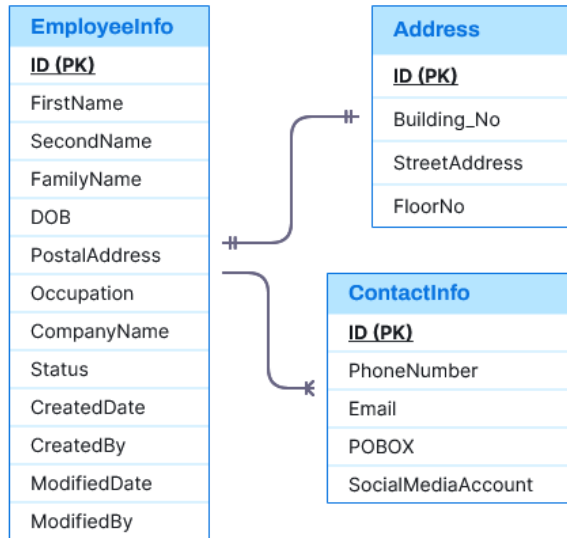 EmployeeInfo
ID (PK)
FirstName
SecondName
FamilyName
DOB
PostalAddress
Occupation
CompanyName
Status
CreatedDate
CreatedBy
ModifiedDate
ModifiedBy
Address
ID (PK)
Building_No
StreetAddress
FloorNo
ContactInfo
ID (PK)
PhoneNumber
Email
POBOX
SocialMediaAccount